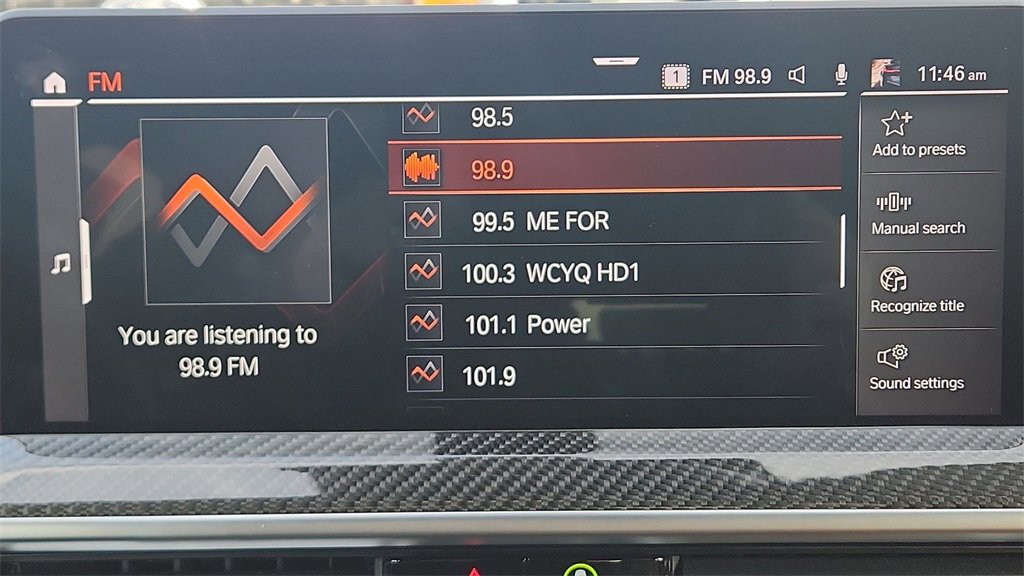 FM
1 FM 98.9
11:46 am
98.5
98.9
99.5 ME FOR
100.3 WCYQ HD1
101.1 Power
101.9
You are listening to
98.9 FM
Add to presets
Manual search
Recognize title
Sound settings